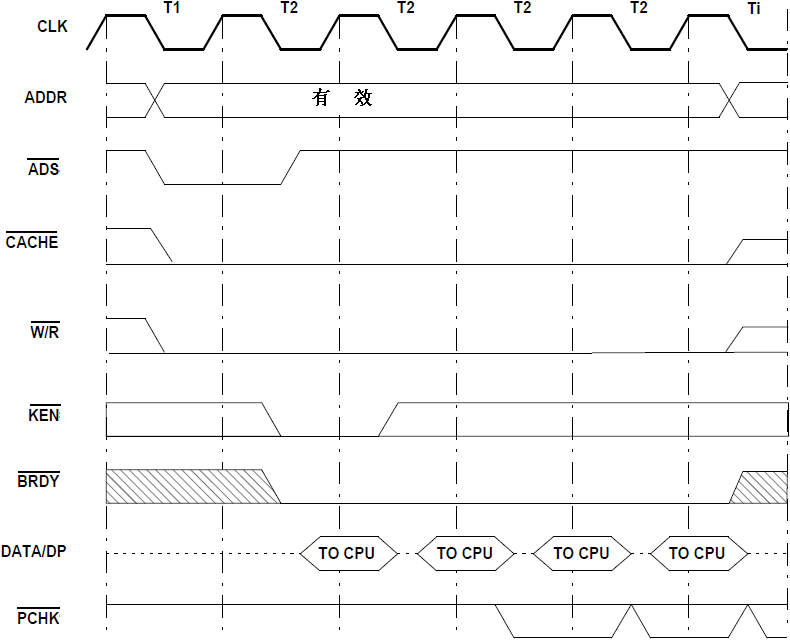 T1 T2 T2 T2 T2 Ti
CLK
ADDR 有 效
ADS
CACHE
W/R
KEN
BRDY
DATA/DP TO CPU TO CPU TO CPU TO CPU
PCHK